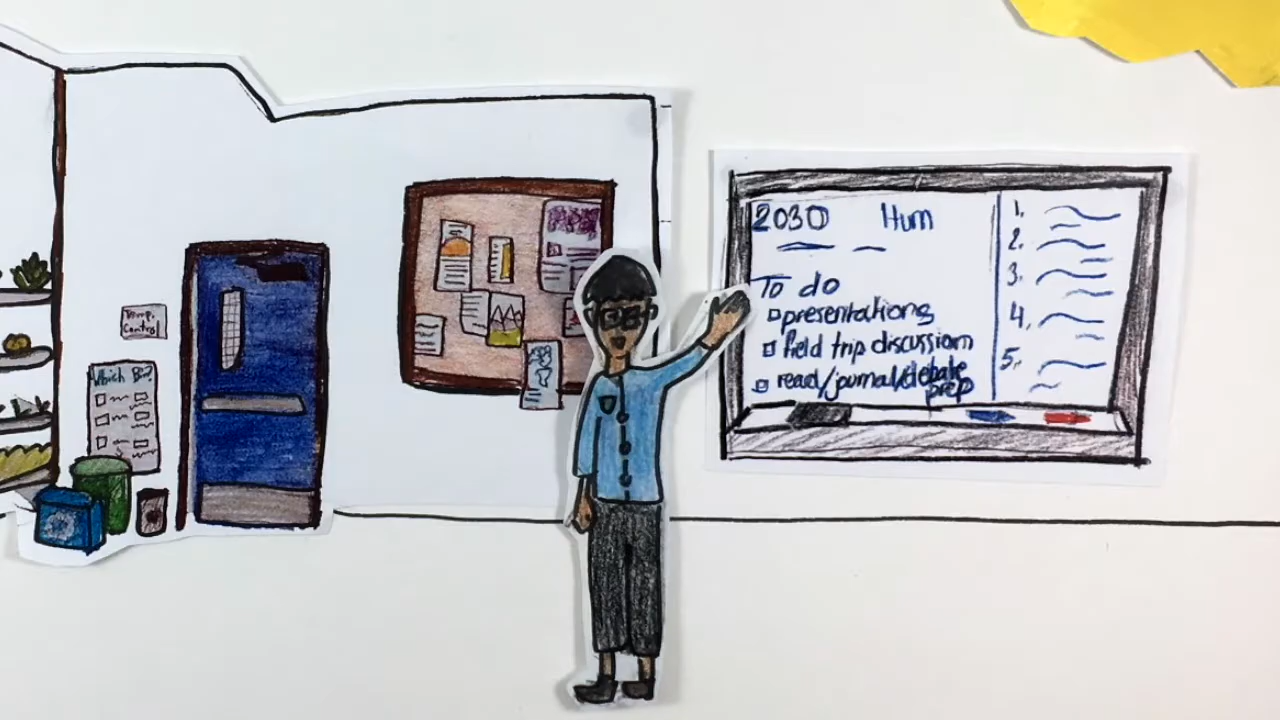 Temp.
Control
Which Bin?
2030 Hum
To do
presentations
field trip discussion
read/journal/debate
prep
1.
2.
3.
4.
5.